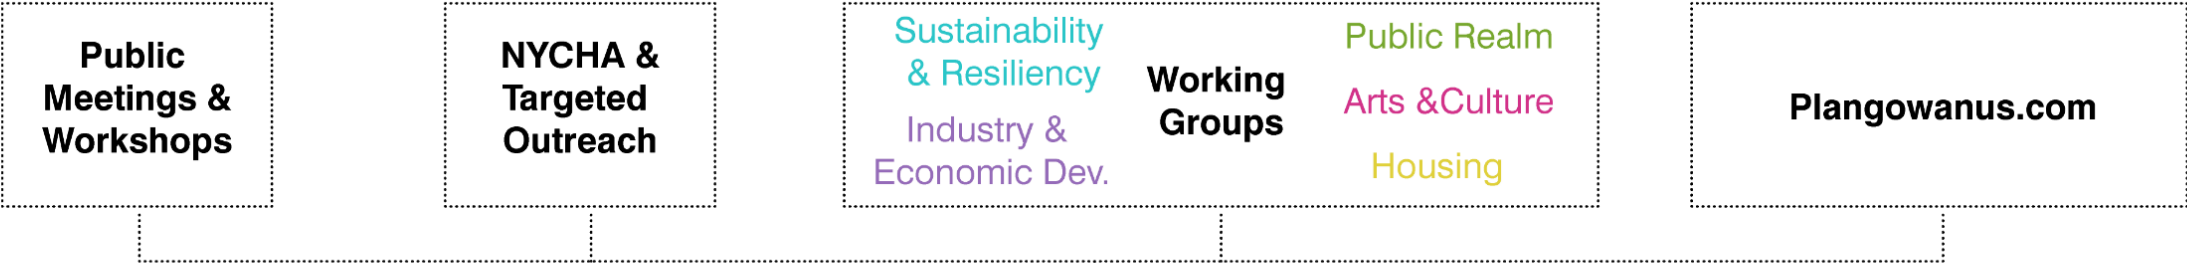 Public
Meetings &
Workshops
NYCHA &
Targeted
Outreach
Sustainability
& Resiliency
Industry &
Economic Dev.
Working
Groups
Public Realm
Arts &Culture
Housing
Plangowanus.com